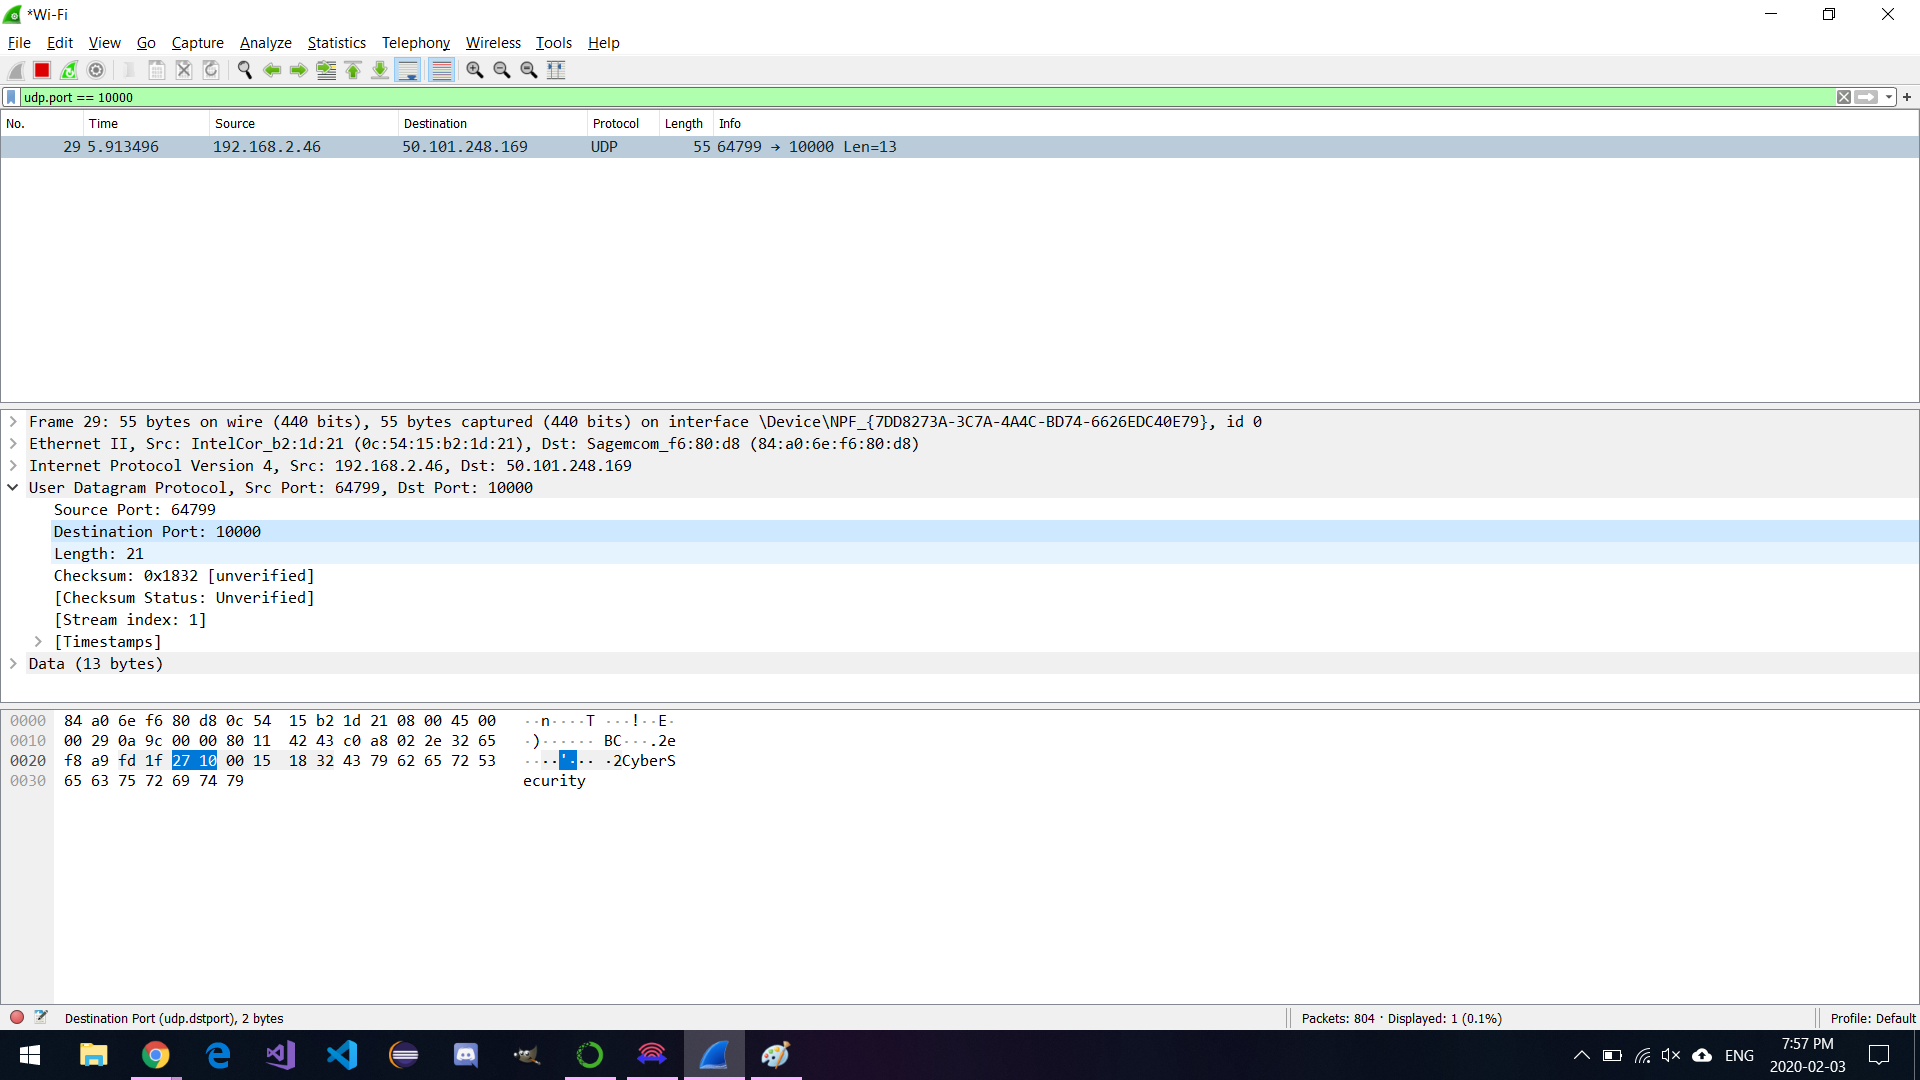 *Wi-Fi
File Edit View Go Capture Analyze Statistics Telephony Wireless Tools Help
udp.port == 10000
No. Time Source Destination Protocol Length Info
29 5.913496 192.168.2.46 50.101.248.169 UDP 55 64799 → 10000 Len=13
Frame 29: 55 bytes on wire (440 bits), 55 bytes captured (440 bits) on interface \Device\NPF_{7DD8273A-3C7A-4A4C-BD74-6626EDC40E79}, id 0
Ethernet II, Src: IntelCor_b2:1d:21 (0c:54:15:b2:1d:21), Dst: Sagemcom_f6:80:d8 (84:a0:6e:f6:80:d8)
Internet Protocol Version 4, Src: 192.168.2.46, Dst: 50.101.248.169
User Datagram Protocol, Src Port: 64799, Dst Port: 10000
Source Port: 64799
Destination Port: 10000
Length: 21
Checksum: 0x1832 [unverified]
[Checksum Status: Unverified]
[Stream index: 1]
[Timestamps]
Data (13 bytes)
0000 84 a0 6e f6 80 d8 0c 54 15 b2 1d 21 08 00 45 00 ··n····T ···!··E·
0010 00 29 0a 9c 00 00 80 11 42 43 c0 a8 02 2e 32 65 ·)······ BC···.2e
0020 f8 a9 fd 1f 27 10 00 15 18 32 43 79 62 65 72 53 ····'··· ·2CyberS
0030 65 63 75 72 69 74 79 ecurity
Destination Port (udp.dstport), 2 bytes
Packets: 804 · Displayed: 1 (0.1%)
Profile: Default
ENG
7:57 PM
2020-02-03